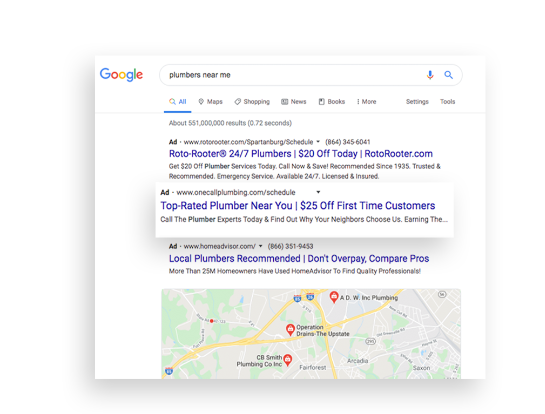 Google
plumbers near me
All Maps Shopping News Books More Settings Tools
About 551,000,000 results (0.72 seconds)
Ad · www.rotorooter.com/Spartanburg/Schedule (864) 345-6041
Roto-Rooter® 24/7 Plumbers | $20 Off Today | RotoRooter.com
Get $20 Off Plumber Services Today. Call Now & Save! Recommended Since 1935. Trusted &
Recommended. Emergency Service. Available 24/7. Licensed & Insured.
Ad · www.onecallplumbing.com/schedule
Top-Rated Plumber Near You | $25 Off First Time Customers
Call The Plumber Experts Today & Find Out Why Your Neighbors Choose Us. Earning The...
Ad · www.homeadvisor.com/ (866) 351-9453
Local Plumbers Recommended | Don't Overpay, Compare Pros
More Than 25M Homeowners Have Used HomeAdvisor To Find Quality Professionals!
A D. W. Inc Plumbing
Operation
Drains-The Upstate
295
CB Smith
Plumbing Co Inc
Arcadia
Fairforest
Saxon